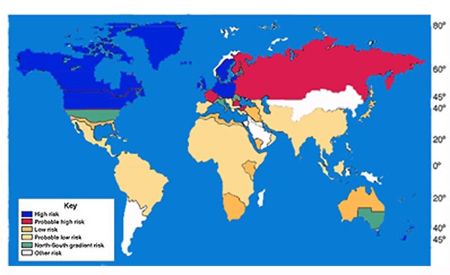 80°
60°
45°
40°
20°
0°
20°
40°
45°
Key
High risk
Probable high risk
Low risk
Probable low risk
North-South gradient risk
Other risk